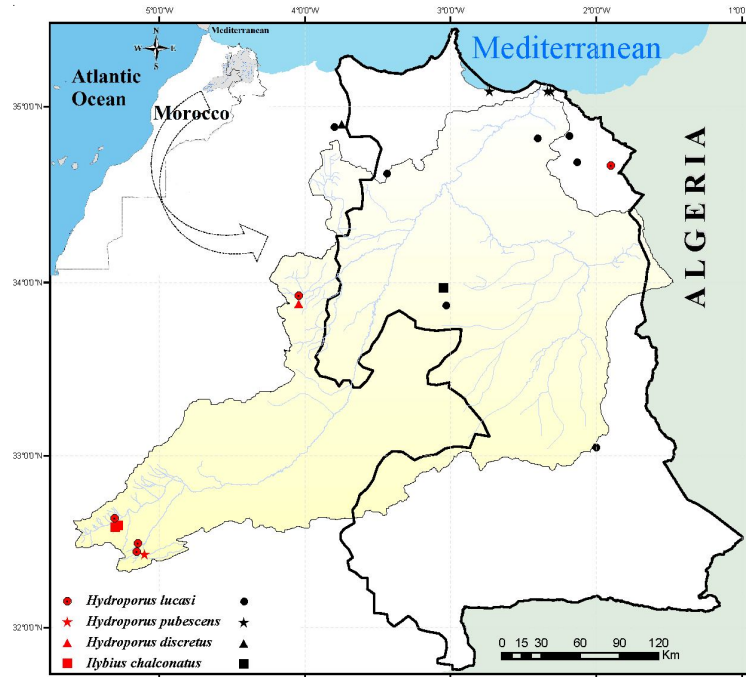 5°0'0"W 4°0'0"W 3°0'0"W 2°0'0"W 1°0'0
N
W E
S
Mediterranean
Mediterranean
Atlantic
Ocean
Morocco
35°0'0"N
34°0'0"N
33°0'0"N
32°0'0"N
ALGERIA
Hydroporus lucasi
Hydroporus pubescens
Hydroporus discretus
Ilybius chalconatus
0 15 30 60 90 120
Km